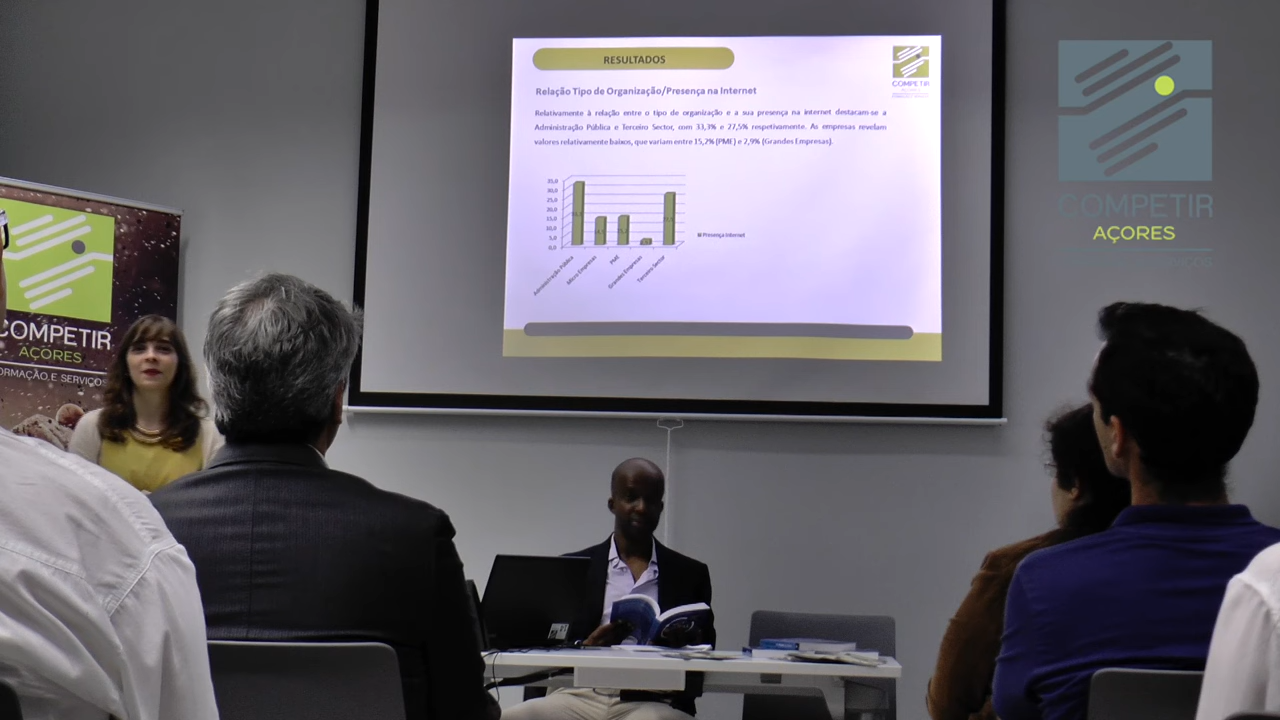 RESULTADOS
COMPETIR
Relação Tipo de Organização/Presença na Internet
Relativamente à relação entre o tipo de organização e a sua presença na internet destacam-se a
Administração Pública e Terceiro Sector, com 33,3% e 27,5% respetivamente. As empresas revelam
valores relativamente baixos, que variam entre 15,2% (PME) e 2,9% (Grandes Empresas).
35,0
30,0
25,0
20,0
15,0
10,0
5,0
0,0
Administração Pública
Micro Empresas
PME
Grandes Empresas
Terceiro Sector
Presença Internet
COMPETIR
AÇORES
COMPETIR
AÇORES
ORMAÇÃO E SERVIÇOS